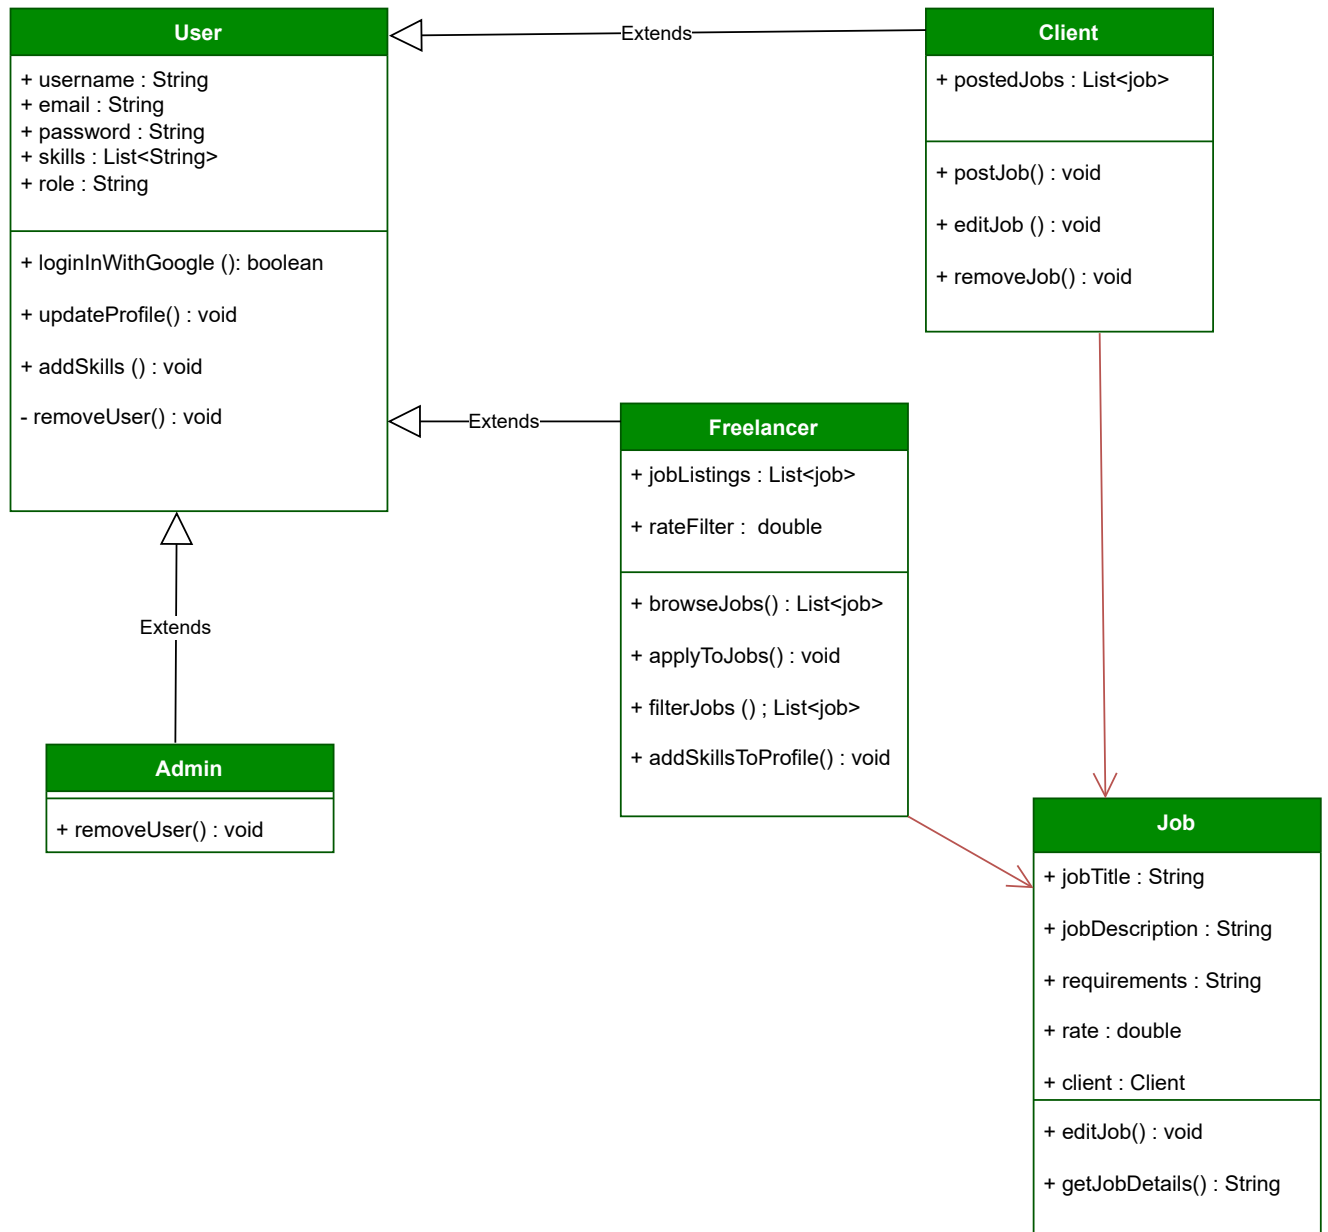 User
+ username : String
+ email : String
+ password : String
+ skills : List<String>
+ role : String
+ loginInWithGoogle (): boolean
+ updateProfile() : void
+ addSkills () : void
- removeUser() : void
Extends
Client
+ postedJobs : List<job>
+ postJob() : void
+ editJob () : void
+ removeJob() : void
Extends
Freelancer
+ jobListings : List<job>
+ rateFilter :  double
+ browseJobs() : List<job>
+ applyToJobs() : void
+ filterJobs () ; List<job>
+ addSkillsToProfile() : void
Extends
Admin
+ removeUser() : void
Job
+ jobTitle : String
+ jobDescription : String
+ requirements : String
+ rate : double
+ client : Client
+ editJob() : void
+ getJobDetails() : String